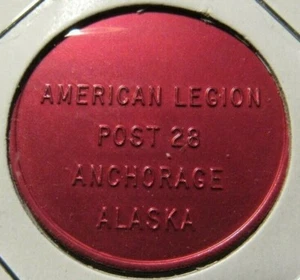 AMERICAN LEGION
POST 28
ANCHORAGE
ALASKA